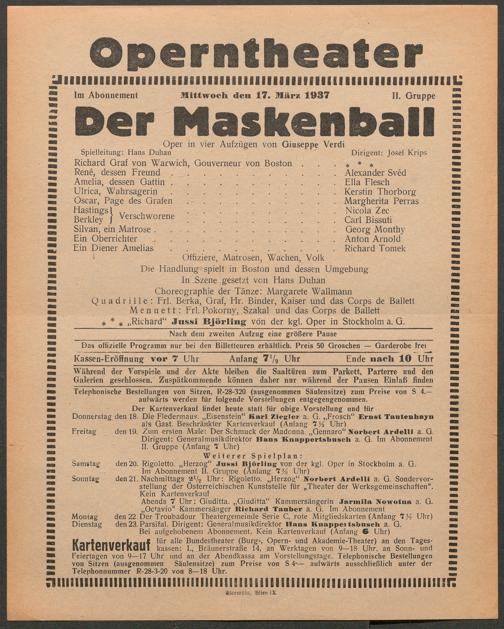 Operntheater
Im Abonnement Mittwoch den 17. März 1937 II. Gruppe
Der Maskenball
Oper in vier Aufzügen von Giuseppe Verdi
Spielleitung: Hans Duhan Dirigent: Josef Krips
Richard Graf von Warwich, Gouverneur von Boston * * *
René, dessen Freund Alexander Svéd
Amelia, dessen Gattin Ella Flesch
Ulrica, Wahrsagerin Kerstin Thorborg
Oscar, Page des Grafen Margherita Perras
Hastings } Verschworene Nicola Zec
Berkley } Carl Bissuti
Silvan, ein Matrose Georg Monthy
Ein Oberrichter Anton Arnold
Ein Diener Amelias Richard Tomek
Offiziere, Matrosen, Wachen, Volk
Die Handlung spielt in Boston und dessen Umgebung
In Szene gesetzt von Hans Duhan
Choreographie der Tänze: Margarete Wallmann
Quadrille: Frl. Berka, Graf, Hr. Binder, Kaiser und das Corps de Ballett
Menuett: Frl. Pokorny, Szakal und das Corps de Ballett
* * * „Richard" Jussi Björling von der kgl. Oper in Stockholm a. G.
Nach dem zweiten Aufzug eine größere Pause
Das offizielle Programm nur bei den Billetteuren erhältlich. Preis 50 Groschen — Garderobe frei
Kassen-Eröffnung vor 7 Uhr Anfang 7½ Uhr Ende nach 10 Uhr
Während der Vorspiele und der Akte bleiben die Saaltüren zum Parkett, Parterre und den
Galerien geschlossen. Zuspätkommende können daher nur während der Pausen Einlaß finden
Telephonische Bestellungen von Sitzen, R-28-320 (ausgenommen Säulensitze) zum Preise von S 4.—
aufwärts werden für folgende Vorstellungen entgegengenommen.
Der Kartenverkauf findet heute statt für obige Vorstellung und für
Donnerstag den 18. Die Fledermaus. „Eisenstein" Karl Ziegler a. G. „Frosch" Ernst Tautenhayn
als Gast. Beschränkter Kartenverkauf (Anfang 7½ Uhr)
Freitag den 19. Zum ersten Male: Der Schmuck der Madonna. „Gennaro" Norbert Ardelli a. G.
Dirigent: Generalmusikdirektor Hans Knappertsbusch a. G. Im Abonnement
II. Gruppe (Anfang 7 Uhr)
Weiterer Spielplan:
Samstag den 20. Rigoletto. „Herzog" Jussi Björling von der kgl. Oper in Stockholm a. G.
Im Abonnement II. Gruppe (Anfang 7½ Uhr)
Sonntag den 21. Nachmittags 2½ Uhr: Rigoletto. „Herzog" Norbert Ardelli a. G. Sondervor-
stellung der Österreichischen Kunststelle für „Theater der Werksgemeinschaften".
Kein Kartenverkauf
Abends 7 Uhr: Giuditta. „Giuditta" Kammersängerin Jarmila Novotna a. G.
„Octavio" Kammersänger Richard Tauber a. G. Im Abonnement
Montag den 22. Der Troubadour Theatergemeinde Serie C, rote Mitgliedskarten (Anfang 7½ Uhr)
Dienstag den 23. Parsifal. Dirigent: Generalmusikdirektor Hans Knappertsbusch a. G.
Bei aufgehobenem Abonnement. Kein Kartenverkauf (Anfang 6 Uhr)
Kartenverkauf für alle Bundestheater (Burg-, Opern- und Akademie-Theater) an den Tages-
kassen: I., Bräunerstraße 14, an Werktagen von 9—18 Uhr, an Sonn- und
Feiertagen von 9—17 Uhr und an der Abendkassa am Vorstellungstage. Telephonische Bestellungen
von Sitzen (ausgenommen Säulensitze) zum Preise von S 4·— aufwärts ausschließlich unter der
Telephonnummer R-28-3-20 von 8—18 Uhr.